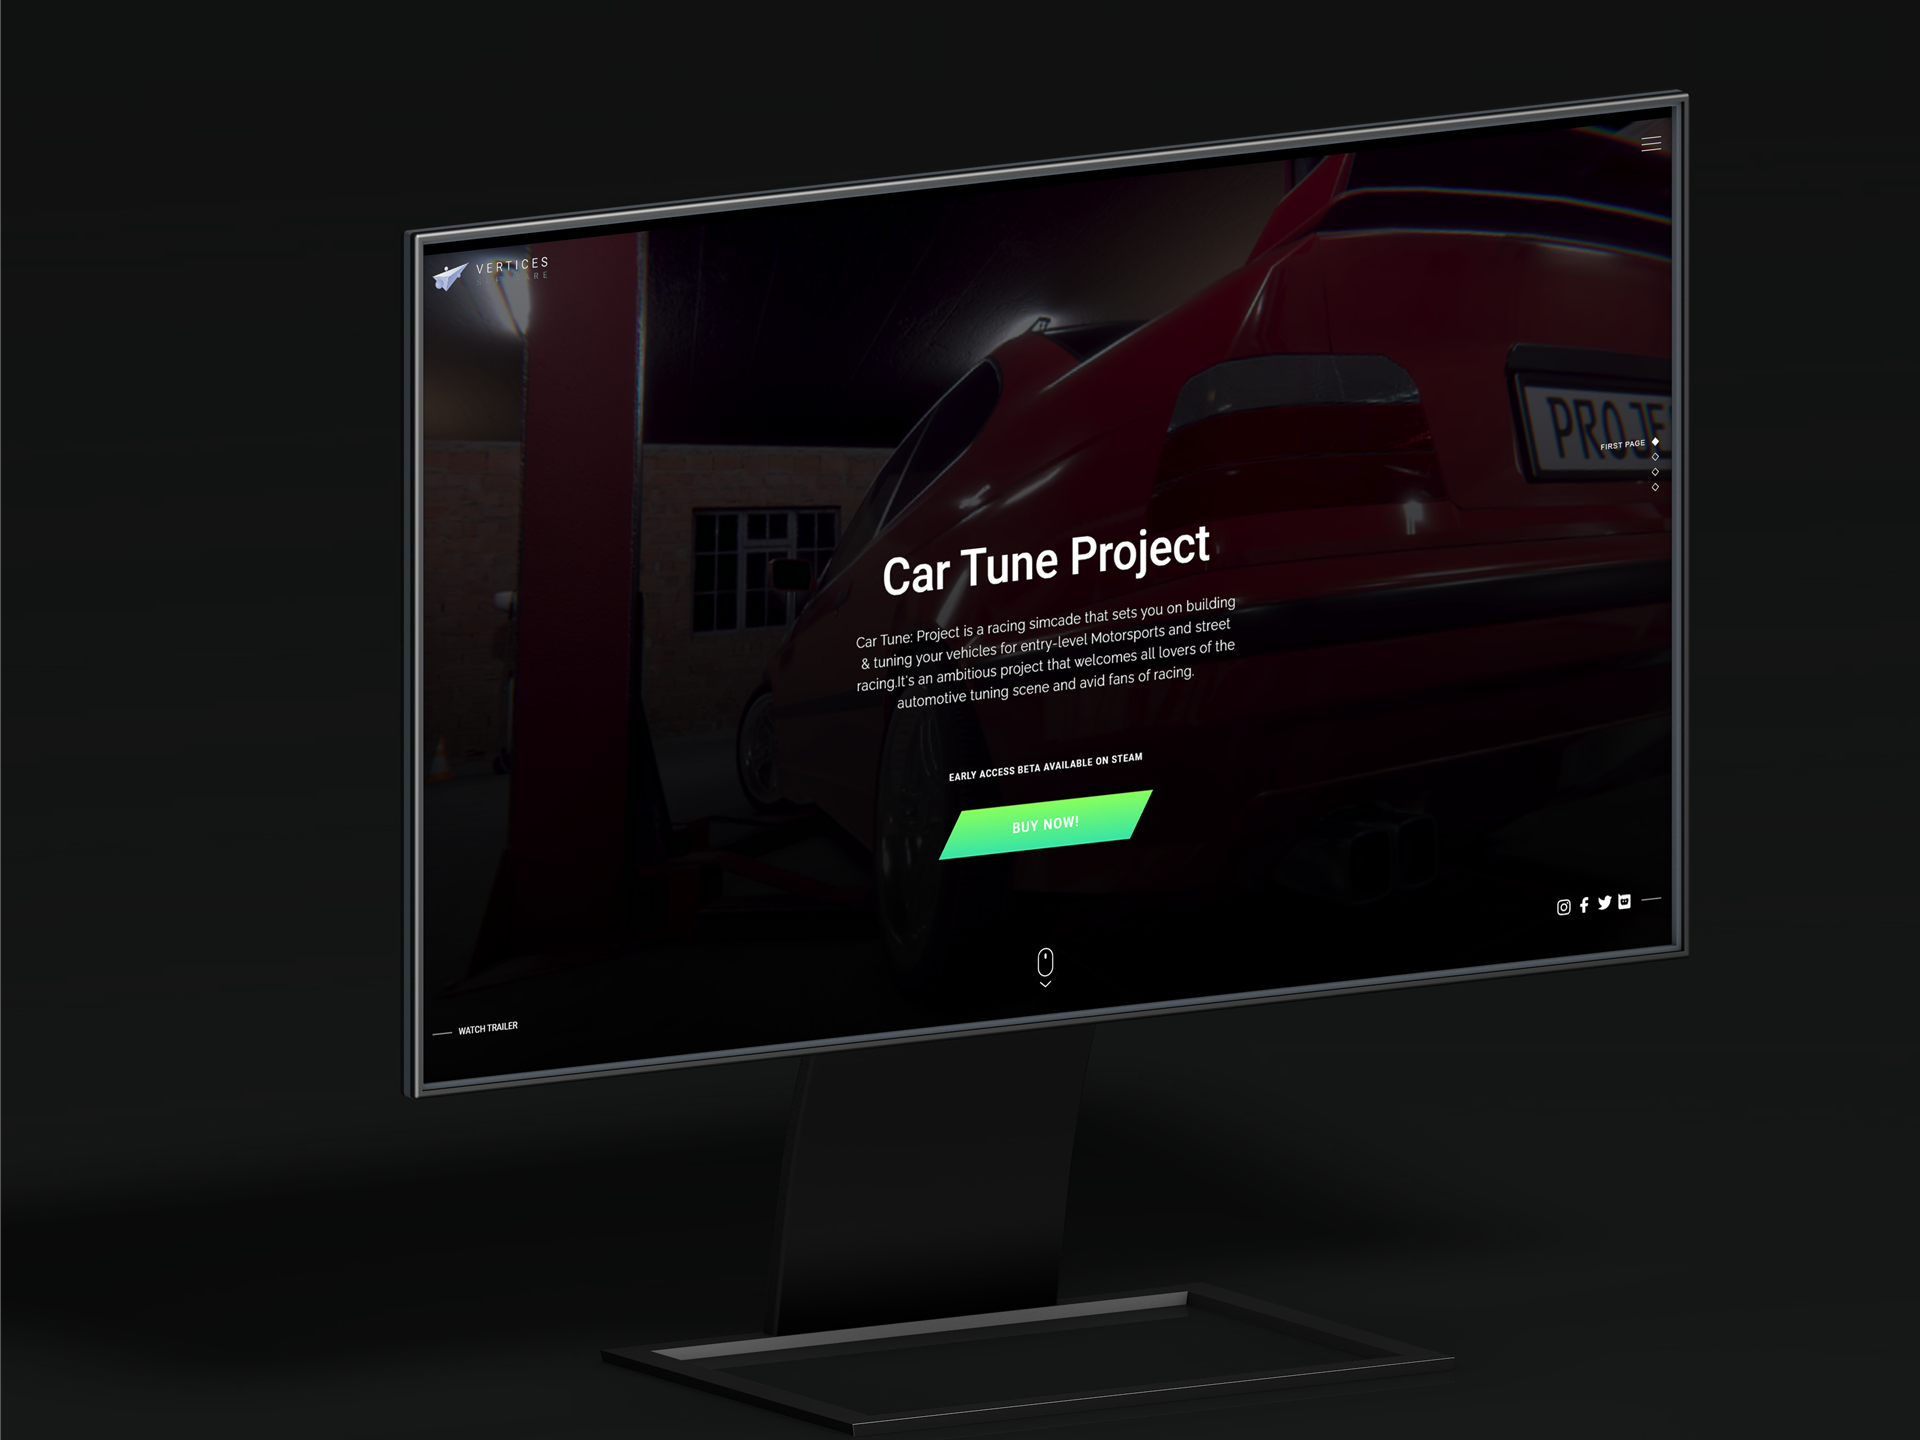 VERTICES
PROJE
FIRST PAGE
Car Tune Project
Car Tune: Project is a racing simcade that sets you on building
& tuning your vehicles for entry-level Motorsports and street
racing.It's an ambitious project that welcomes all lovers of the
automotive tuning scene and avid fans of racing.
EARLY ACCESS BETA AVAILABLE ON STEAM
BUY NOW!
WATCH TRAILER